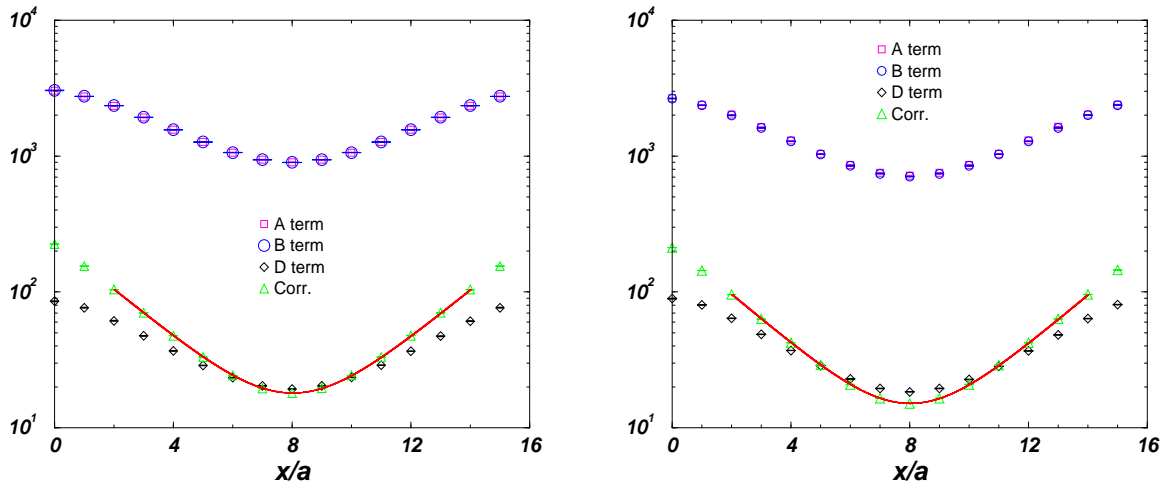 10^4
10^3
10^2
10^1
A term
B term
D term
Corr.
0 4 8 12 16
x/a
10^4
10^3
10^2
10^1
A term
B term
D term
Corr.
0 4 8 12 16
x/a